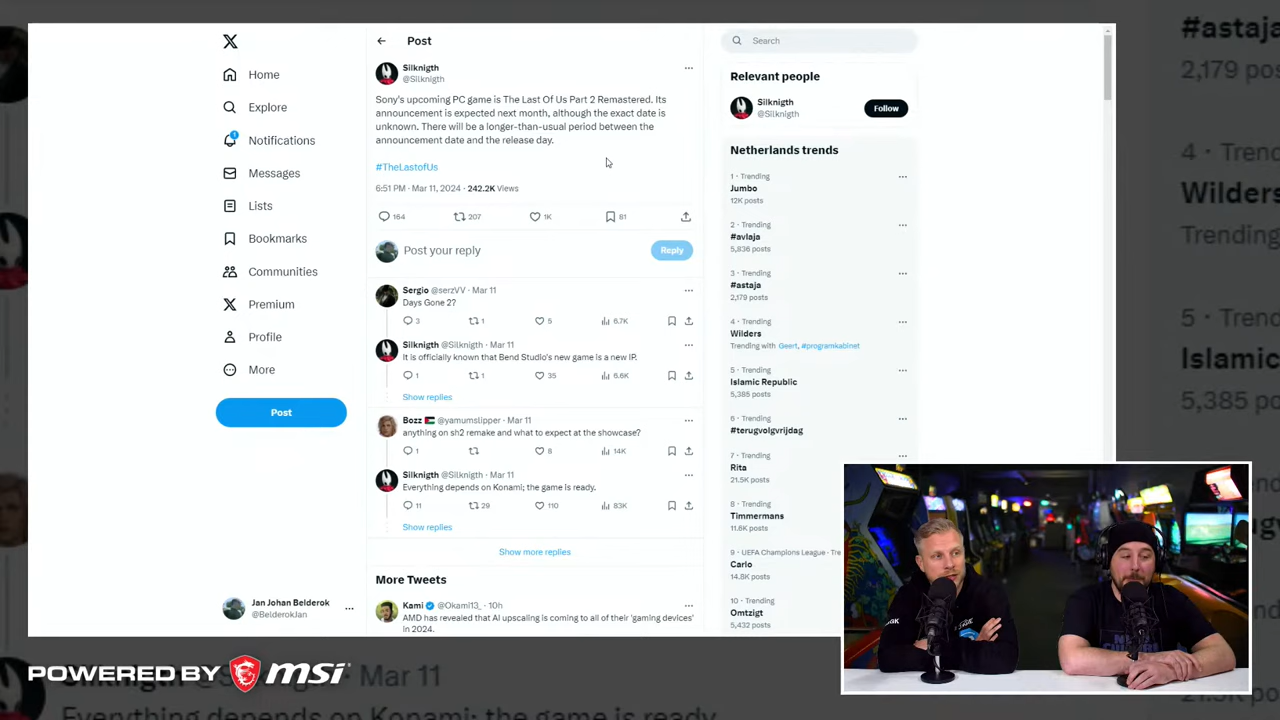 Post
Search
Silknigth
@Silknigth
Home
Explore
Notifications
Messages
Lists
Bookmarks
Communities
Premium
Profile
More
Post
Sony's upcoming PC game is The Last Of Us Part 2 Remastered. Its
announcement is expected next month, although the exact date is
unknown. There will be a longer-than-usual period between the
announcement date and the release day.
#TheLastofUs
6:51 PM · Mar 11, 2024 · 242.2K Views
164 207 1K 81
Post your reply
Reply
Sergio @serzVV · Mar 11
Days Gone 2?
3 1 5 6.7K
Silknigth @Silknigth · Mar 11
It is officially known that Bend Studio's new game is a new IP.
1 1 35 6.6K
Show replies
Bozz 🇵🇸 @yamumslipper · Mar 11
anything on sh2 remake and what to expect at the showcase?
1 8 14K
Silknigth @Silknigth · Mar 11
Everything depends on Konami; the game is ready.
11 29 110 83K
Show replies
Show more replies
More Tweets
Kami @Okami13_ · 10h
AMD has revealed that AI upscaling is coming to all of their 'gaming devices'
in 2024.
Relevant people
Silknigth
@Silknigth
Follow
Netherlands trends
1 · Trending
Jumbo
12K posts
2 · Trending
#avlaja
5,836 posts
3 · Trending
#astaja
2,179 posts
4 · Trending
Wilders
Trending with Geert, #programkabinet
5 · Trending
Islamic Republic
5,385 posts
6 · Trending
#terugvolgvrijdag
7 · Trending
Rita
21.5K posts
8 · Trending
Timmermans
11.6K posts
9 · UEFA Champions League · Tre
Carlo
14.8K posts
10 · Trending
Omtzigt
5,432 posts
Jan Johan Belderok
@BelderokJan
#astaja
2,179 pos
4 · Trend
Wilders
Trending
5 · Trend
Islamic
5,385 po
POWERED BY msi
Mar 11
Everything depends on Konami; the game is ready.